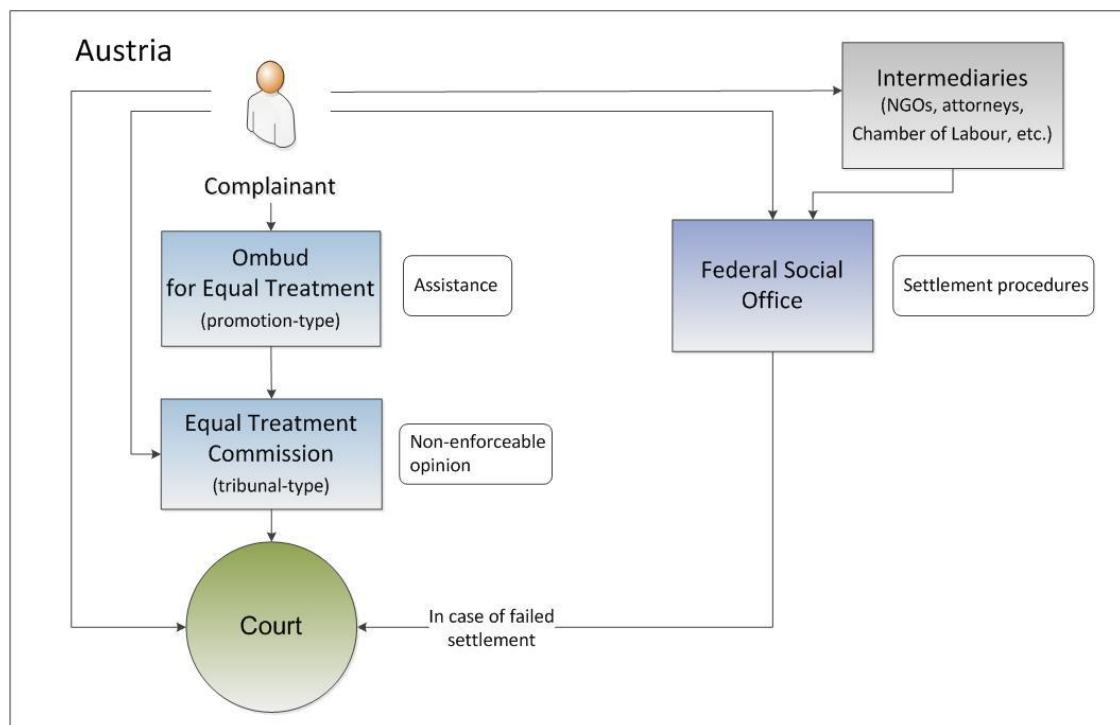 Austria
Intermediaries
(NGOs, attorneys,
Chamber of Labour, etc.)
Complainant
Ombud
for Equal Treatment
(promotion-type)
Assistance
Federal Social
Office
Settlement procedures
Equal Treatment
Commission
(tribunal-type)
Non-enforceable
opinion
Court
In case of failed
settlement